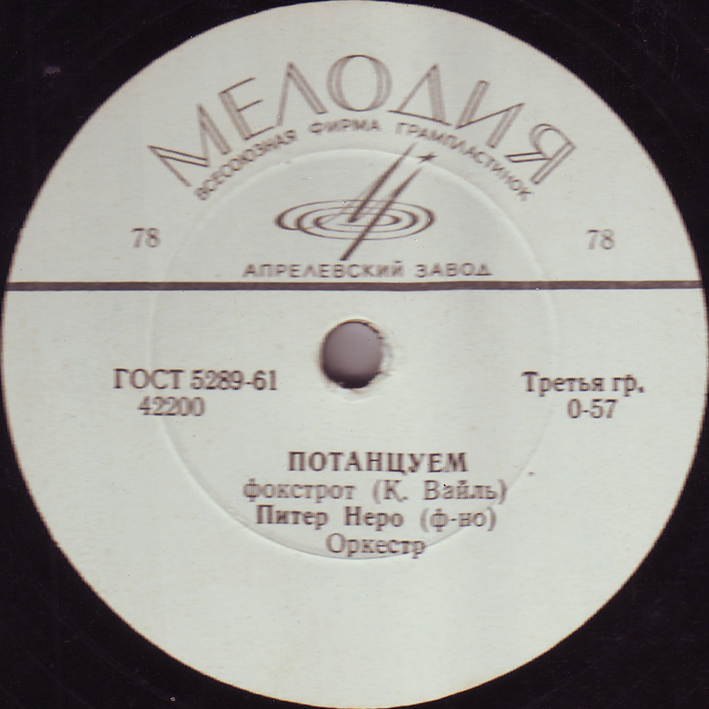 МЕЛОДИЯ
ВСЕСОЮЗНАЯ ФИРМА ГРАМПЛАСТИНОК
78
78
АПРЕЛЕВСКИЙ ЗАВОД
ГОСТ 5289-61
42200
Третья гр.
0-57
ПОТАНЦУЕМ
фокстрот (К. Вайль)
Питер Неро (ф-но)
Оркестр